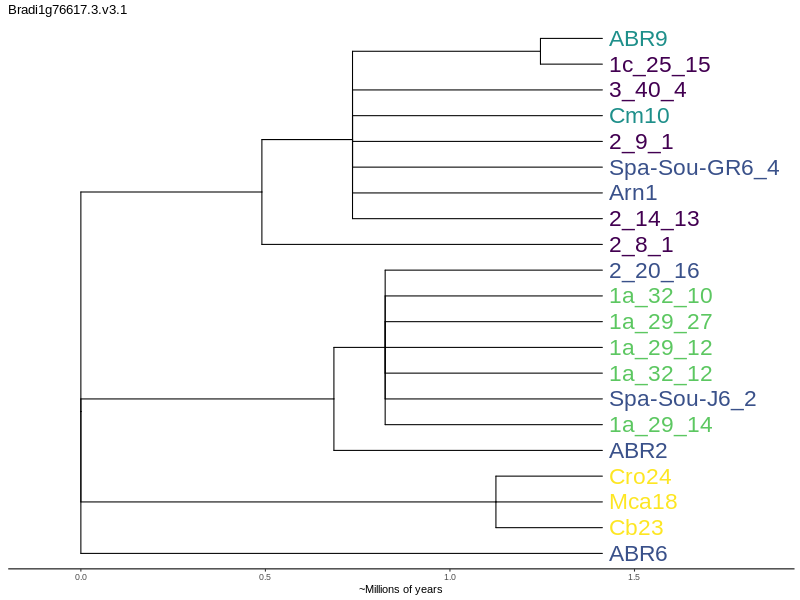 Bradi1g76617.3.v3.1
ABR9
1c_25_15
3_40_4
Cm10
2_9_1
Spa-Sou-GR6_4
Arn1
2_14_13
2_8_1
2_20_16
1a_32_10
1a_29_27
1a_29_12
1a_32_12
Spa-Sou-J6_2
1a_29_14
ABR2
Cro24
Mca18
Cb23
ABR6
0.0 0.5 1.0 1.5
~Millions of years